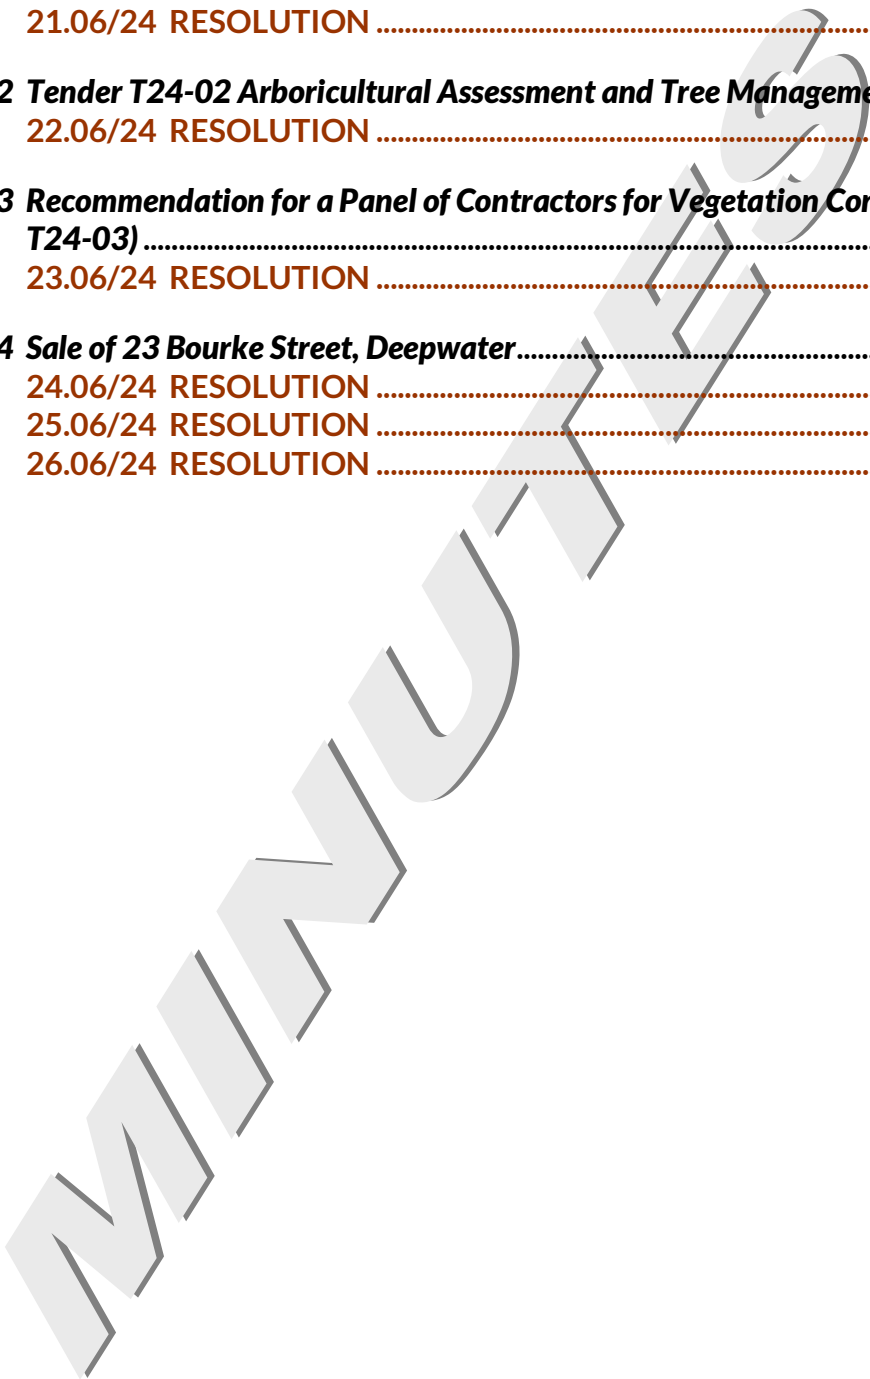 21.06/24 RESOLUTION ........................................................................
2 Tender T24-02 Arboricultural Assessment and Tree
22.06/24 RESOLUTION ........................................................................
3 Recommendation for a Panel of Contractors for Vegetation
T24-03) ........................................................................
23.06/24 RESOLUTION ........................................................................
4 Sale of 23 Bourke Street, Deepwater ........................................................................
24.06/24 RESOLUTION ........................................................................
25.06/24 RESOLUTION ........................................................................
26.06/24 RESOLUTION ........................................................................
MINUTES